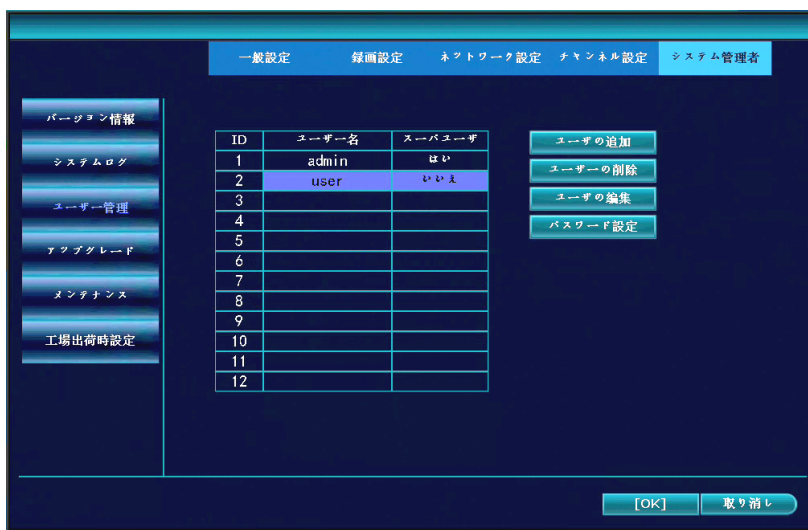 一般設定 録画設定 ネットワーク設定 チャンネル設定 システム管理者
バージョン情報
システムログ
ユーザー管理
アップグレード
メンテナンス
工場出荷時設定
ID ユーザー名 スーパユーザ
1 admin はい
2 user いいえ
3
4
5
6
7
8
9
10
11
12
ユーザの追加
ユーザーの削除
ユーザの編集
パスワード設定
[OK] 取り消し